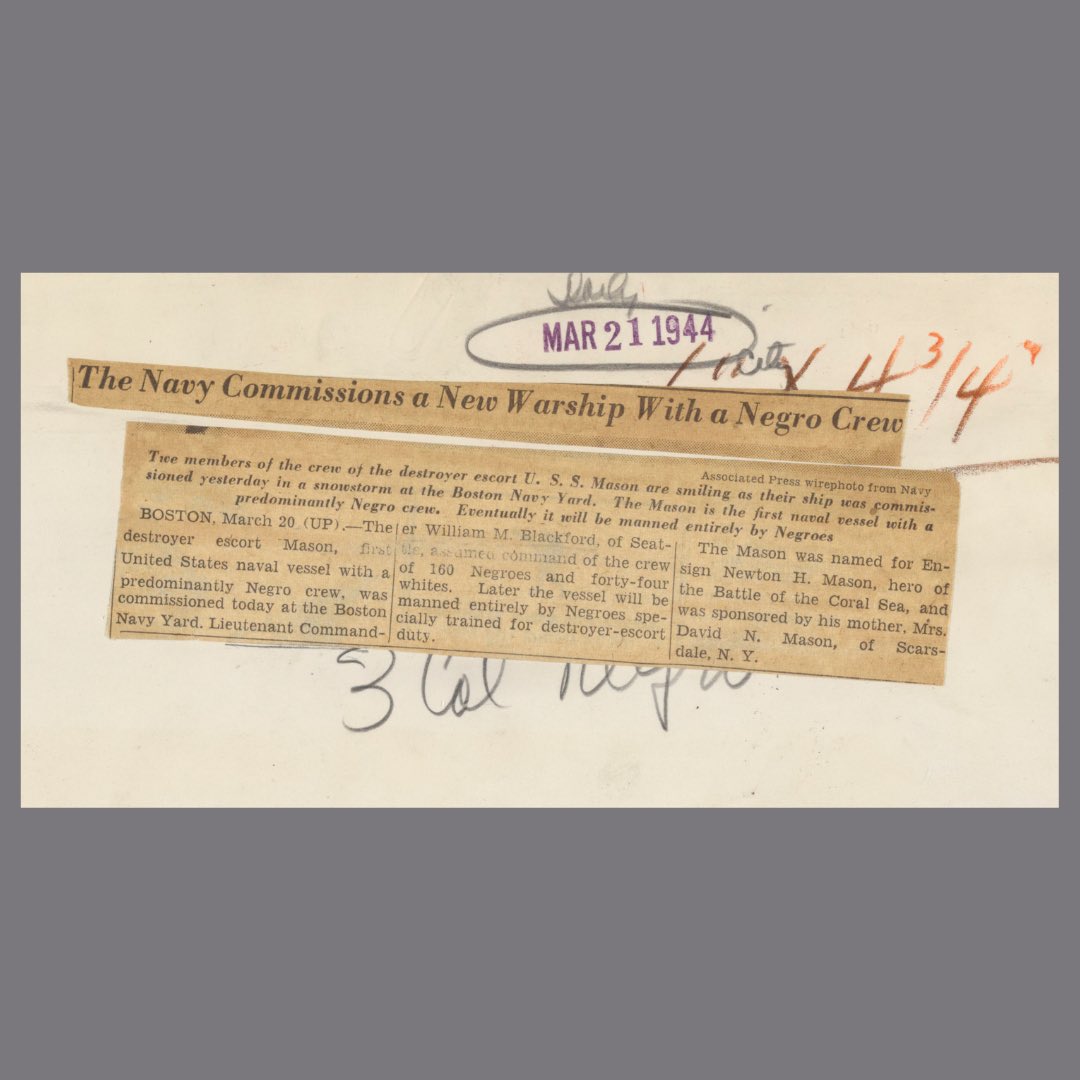 Daily
MAR 21 1944
City 4 3/4"
The Navy Commissions a New Warship With a Negro Crew
Associated Press wirephoto from Navy
Two members of the crew of the destroyer escort U. S. S. Mason are smiling as their ship was commis-
sioned yesterday in a snowstorm at the Boston Navy Yard. The Mason is the first naval vessel with a
predominantly Negro crew. Eventually it will be manned entirely by Negroes
BOSTON, March 20 (UP).—The
destroyer escort Mason, first
United States naval vessel with a
predominantly Negro crew, was
commissioned today at the Boston
Navy Yard. Lieutenant Command-
er William M. Blackford, of Seat-
tle, assumed command of the crew
of 160 Negroes and forty-four
whites. Later the vessel will be
manned entirely by Negroes spe-
cially trained for destroyer-escort
duty.
The Mason was named for En-
sign Newton H. Mason, hero of
the Battle of the Coral Sea, and
was sponsored by his mother, Mrs.
David N. Mason, of Scars-
dale, N. Y.
3 Col Negro